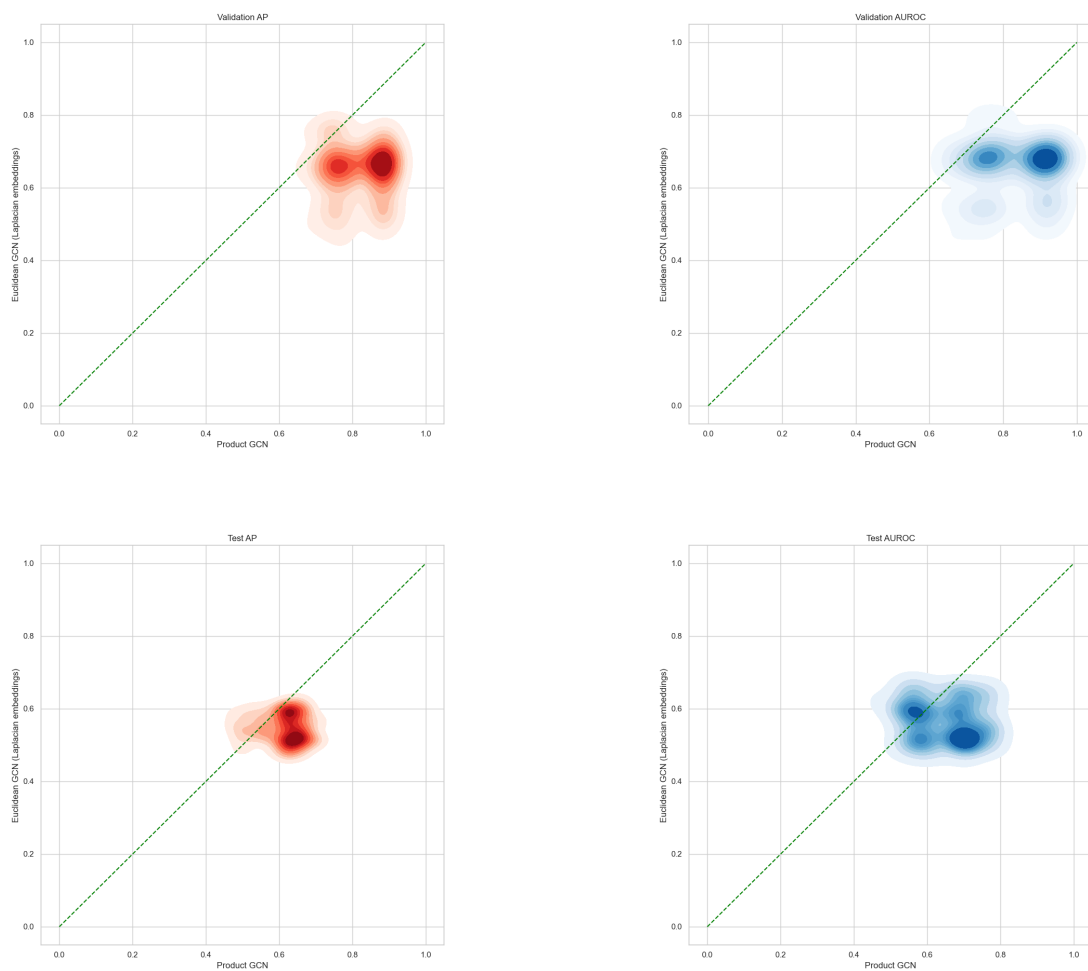 Validation AP
1.0
0.8
0.6
0.4
0.2
0.0
Euclidean GCN (Laplacian embeddings)
0.0 0.2 0.4 0.6 0.8 1.0
Product GCN
Validation AUROC
1.0
0.8
0.6
0.4
0.2
0.0
Euclidean GCN (Laplacian embeddings)
0.0 0.2 0.4 0.6 0.8 1.0
Product GCN
Test AP
1.0
0.8
0.6
0.4
0.2
0.0
Euclidean GCN (Laplacian embeddings)
0.0 0.2 0.4 0.6 0.8 1.0
Product GCN
Test AUROC
1.0
0.8
0.6
0.4
0.2
0.0
Euclidean GCN (Laplacian embeddings)
0.0 0.2 0.4 0.6 0.8 1.0
Product GCN